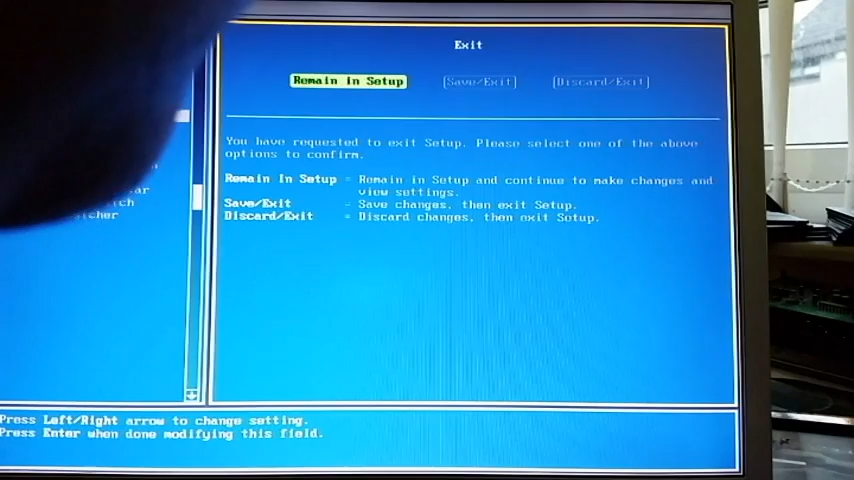 Exit
Remain in Setup Save/Exit Discard/Exit
You have requested to exit Setup. Please select one of the above
options to confirm.
Remain In Setup = Remain in Setup and continue to make changes and
view settings.
Save/Exit = Save changes, then exit Setup.
Discard/Exit = Discard changes, then exit Setup.
Press Left/Right arrow to change setting.
Press Enter when done modifying this field.